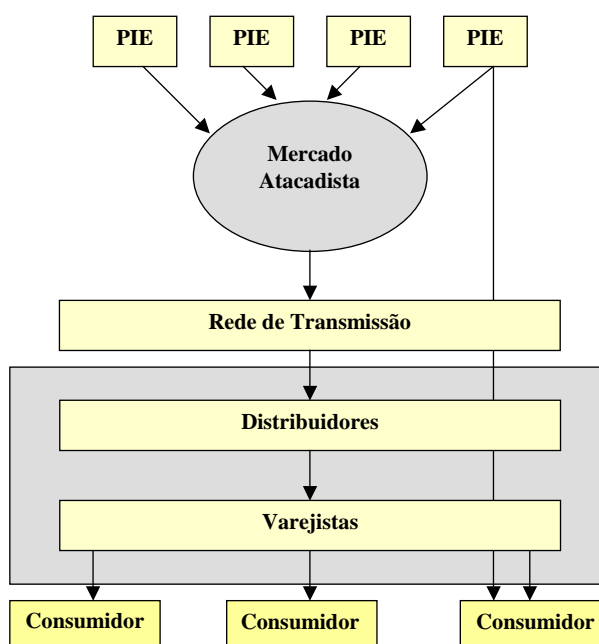 PIE
PIE
PIE
PIE
Mercado
Atacadista
Rede de Transmissão
Distribuidores
Varejistas
Consumidor
Consumidor
Consumidor